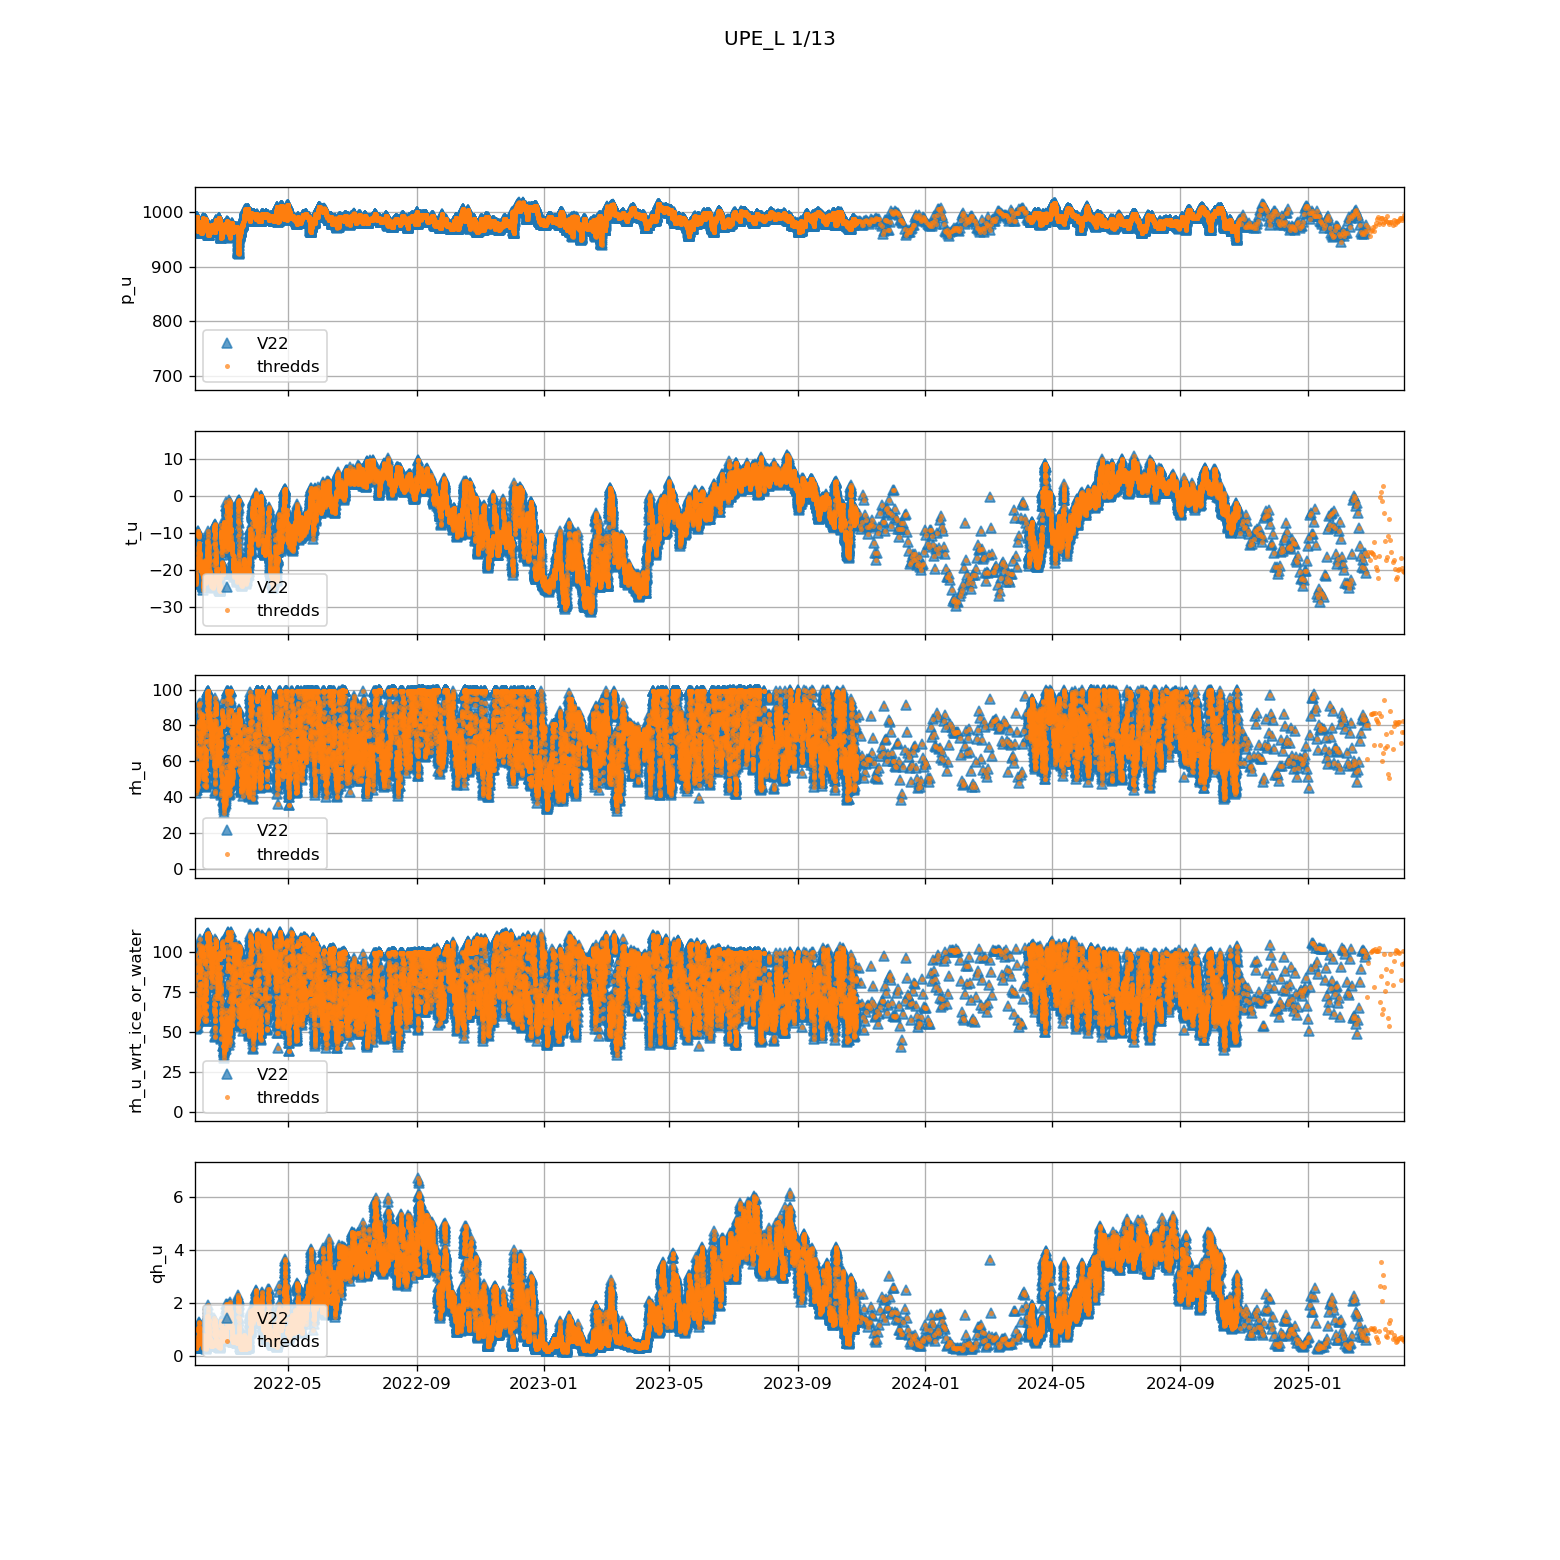 UPE_L 1/13
1000
900
800
700
p_u
V22
thredds
10
0
−10
−20
−30
t_u
V22
thredds
100
80
60
40
20
0
rh_u
V22
thredds
100
75
50
25
0
rh_u_wrt_ice_or_water
V22
thredds
6
4
2
0
qh_u
V22
thredds
2022-05 2022-09 2023-01 2023-05 2023-09 2024-01 2024-05 2024-09 2025-01